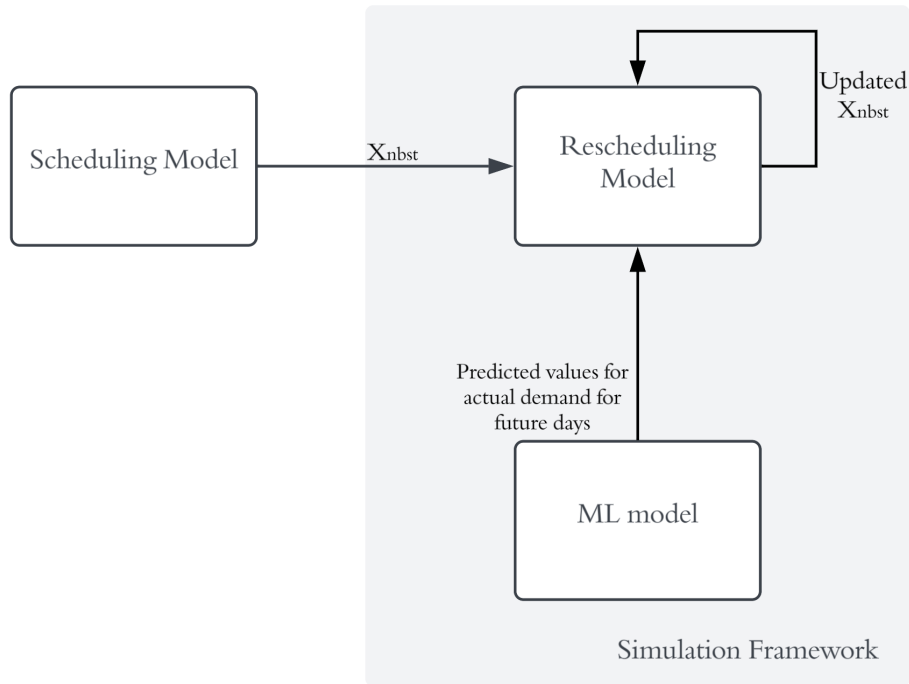 Scheduling Model
Xnbst
Rescheduling
Model
Updated
Xnbst
Predicted values for
actual demand for
future days
ML model
Simulation Framework